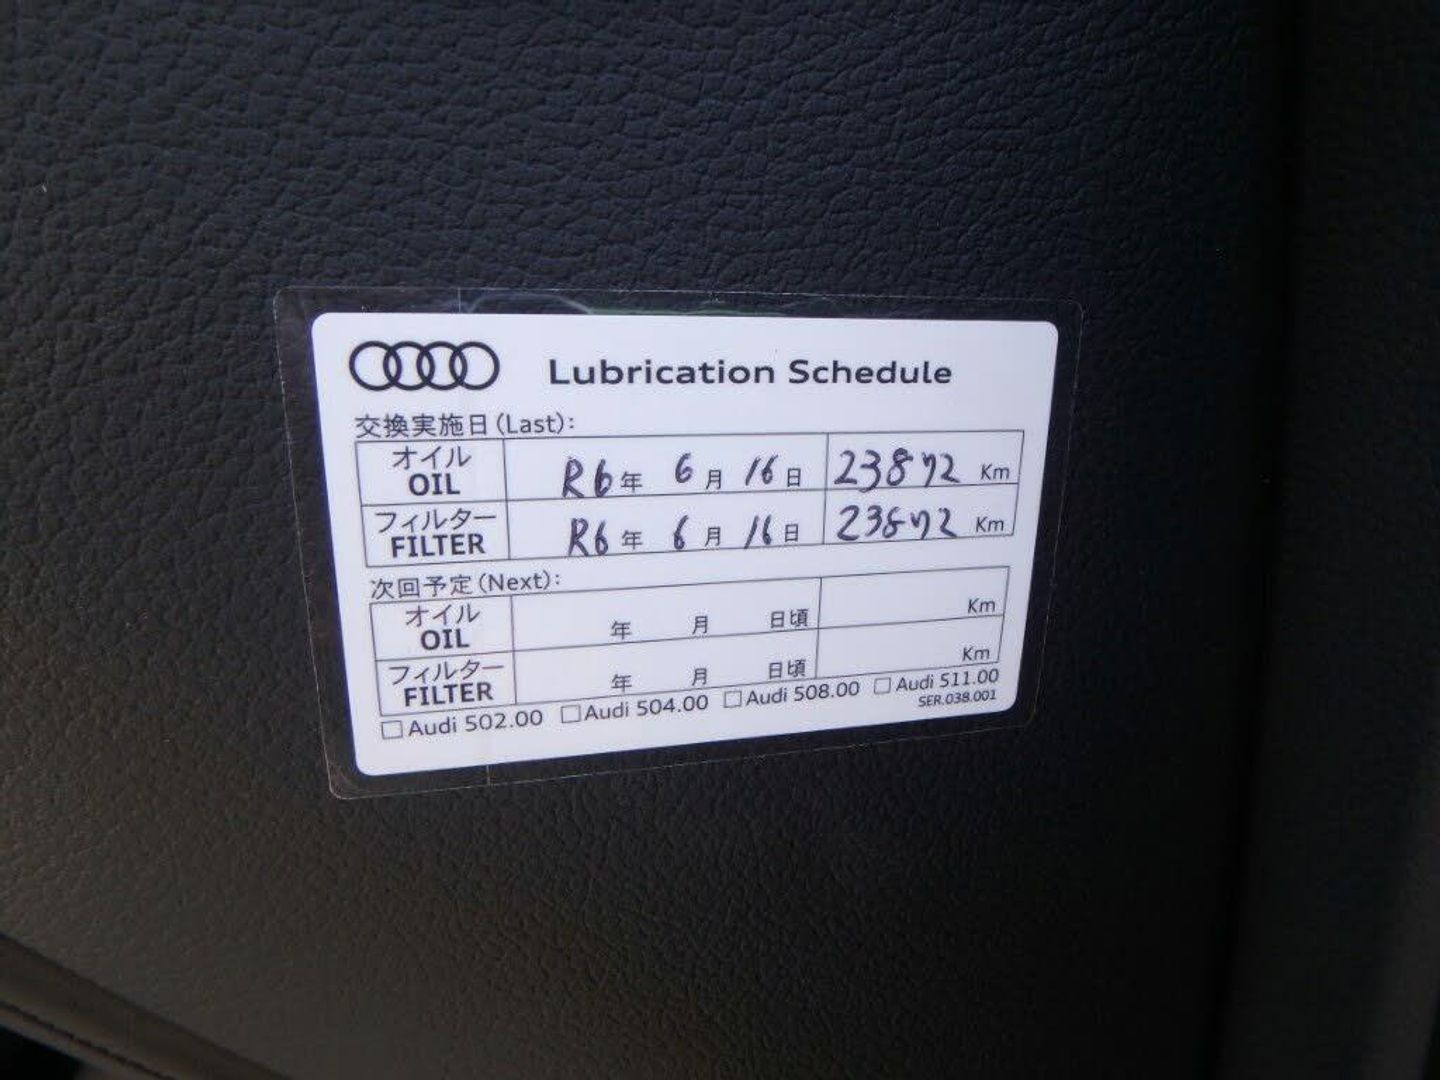 Lubrication Schedule
交換実施日(Last):
オイル
OIL R6年 6月 16日 23872 Km
フィルター
FILTER R6年 6月 16日 23872 Km
次回予定(Next):
オイル
OIL 年 月 日頃 Km
フィルター
FILTER 年 月 日頃 Km
□Audi 502.00 □Audi 504.00 □Audi 508.00 □Audi 511.00
SER.038.001